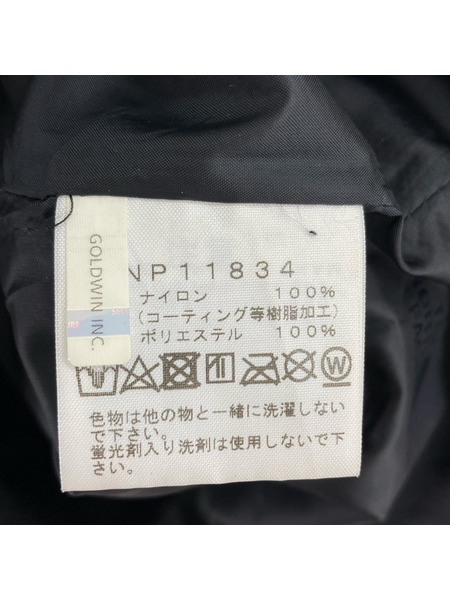 GOLDWIN INC.
NP11834
ナイロン 100%
(コーティング等樹脂加工)
ポリエステル 100%
W
色物は他の物と一緒に洗濯しない
で下さい。
蛍光剤入り洗剤は使用しないで下
さい。